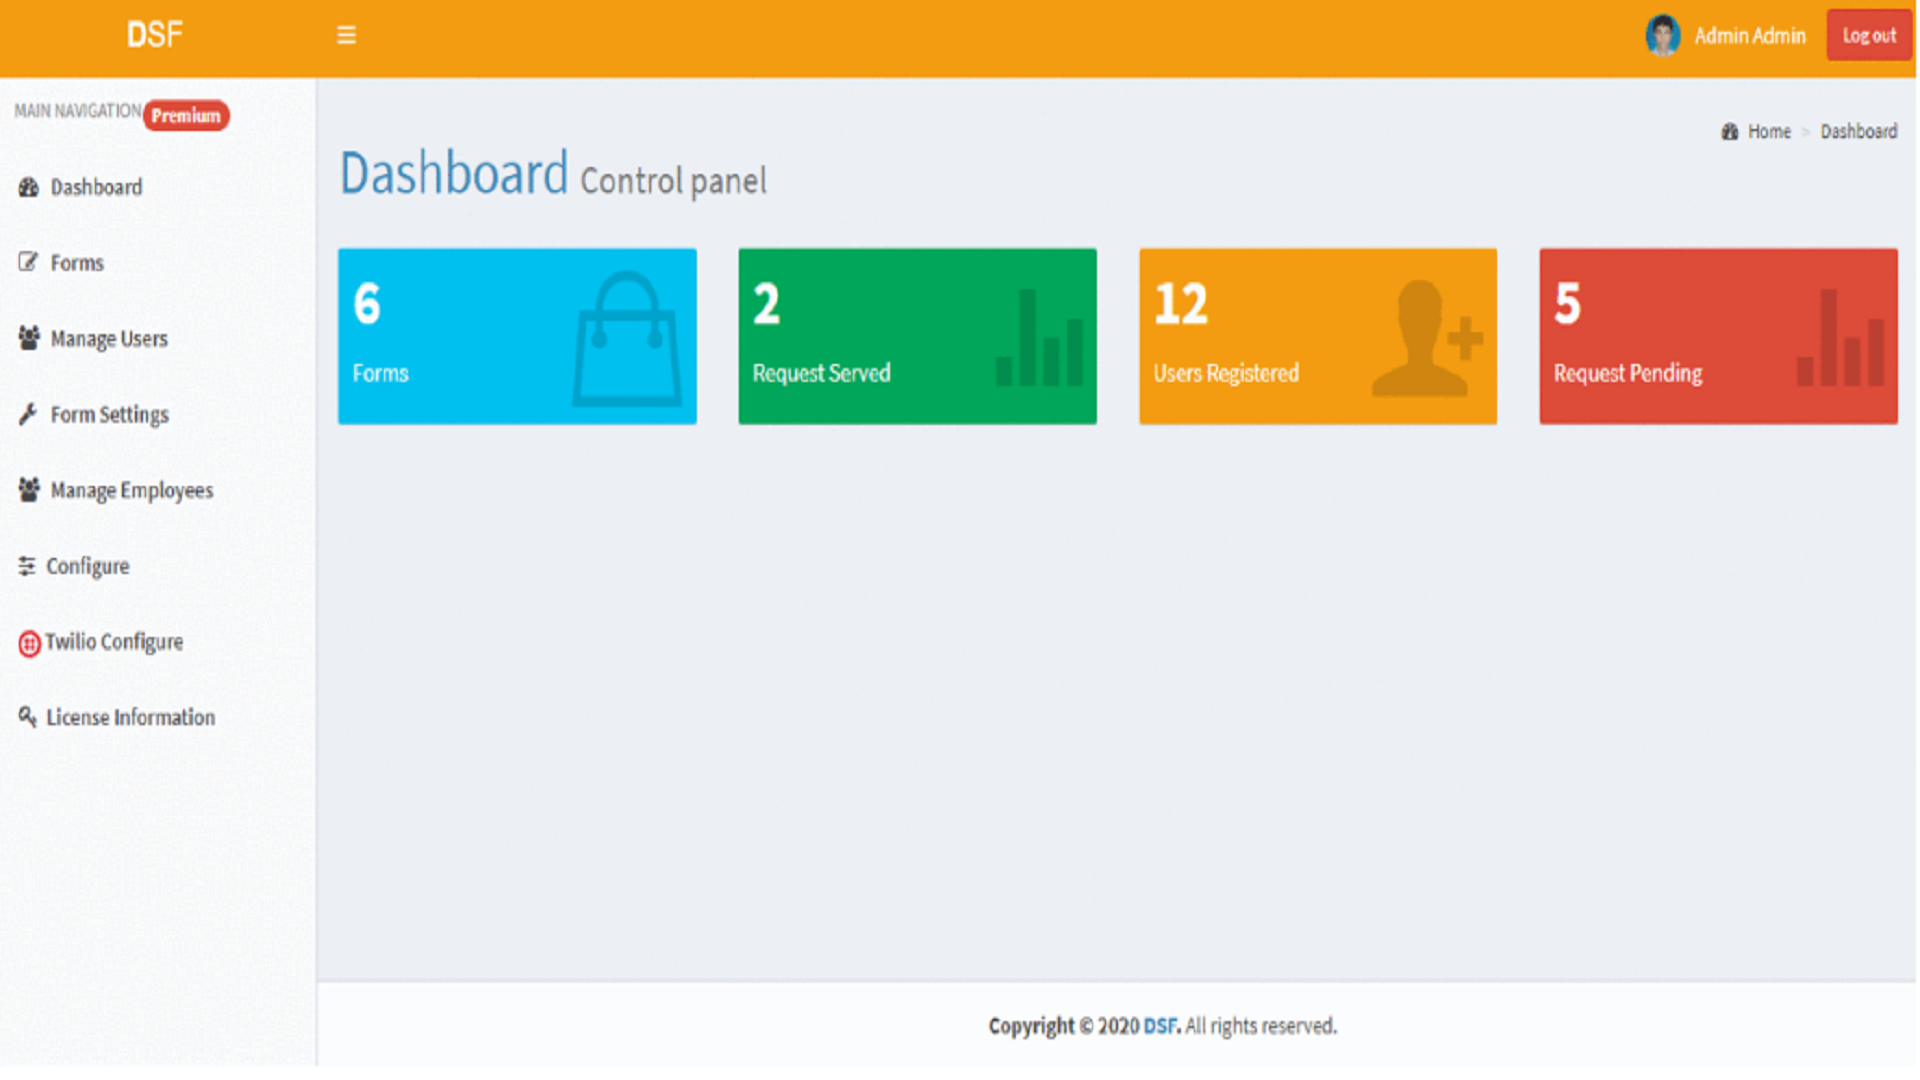 DSF
Admin Admin
Log out
MAIN NAVIGATION Premium
Dashboard
Forms
Manage Users
Form Settings
Manage Employees
Configure
Twilio Configure
License Information
Home > Dashboard
Dashboard Control panel
6
Forms
2
Request Served
12
Users Registered
5
Request Pending
Copyright © 2020 DSF. All rights reserved.